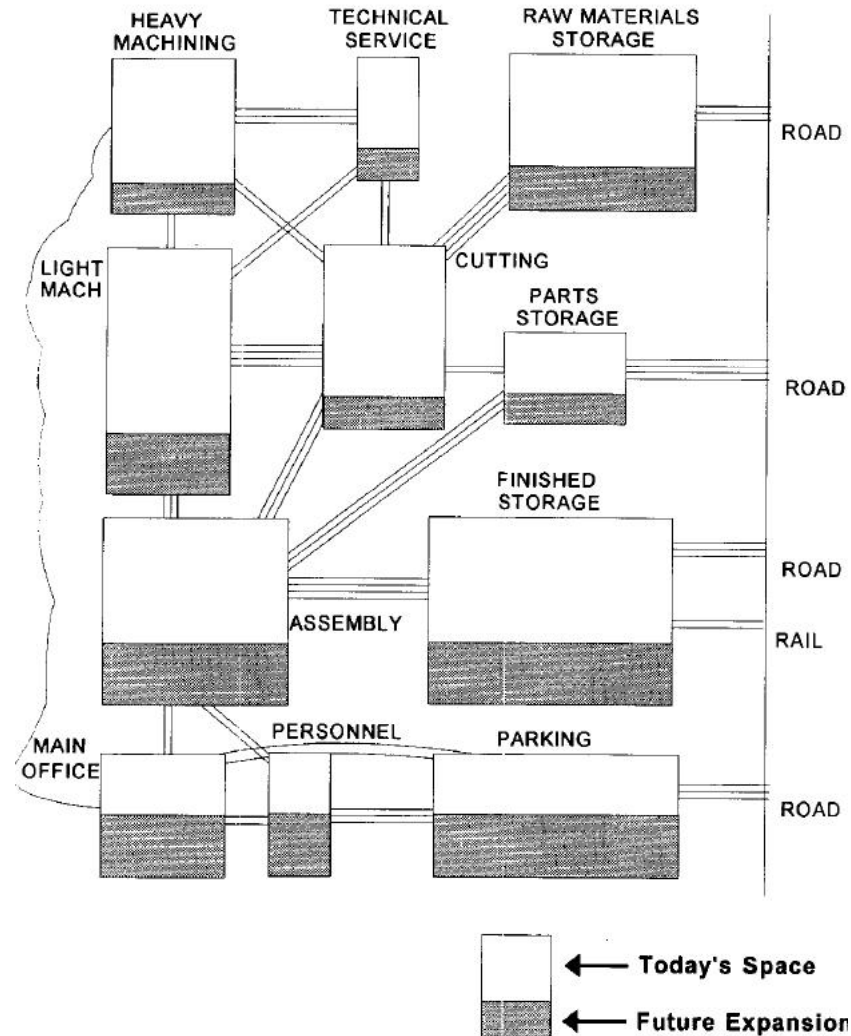 HEAVY
MACHINING
TECHNICAL
SERVICE
RAW MATERIALS
STORAGE
ROAD
LIGHT
MACH
CUTTING
PARTS
STORAGE
ROAD
FINISHED
STORAGE
ROAD
ASSEMBLY
RAIL
MAIN
OFFICE
PERSONNEL
PARKING
ROAD
Today's Space
Future Expansion